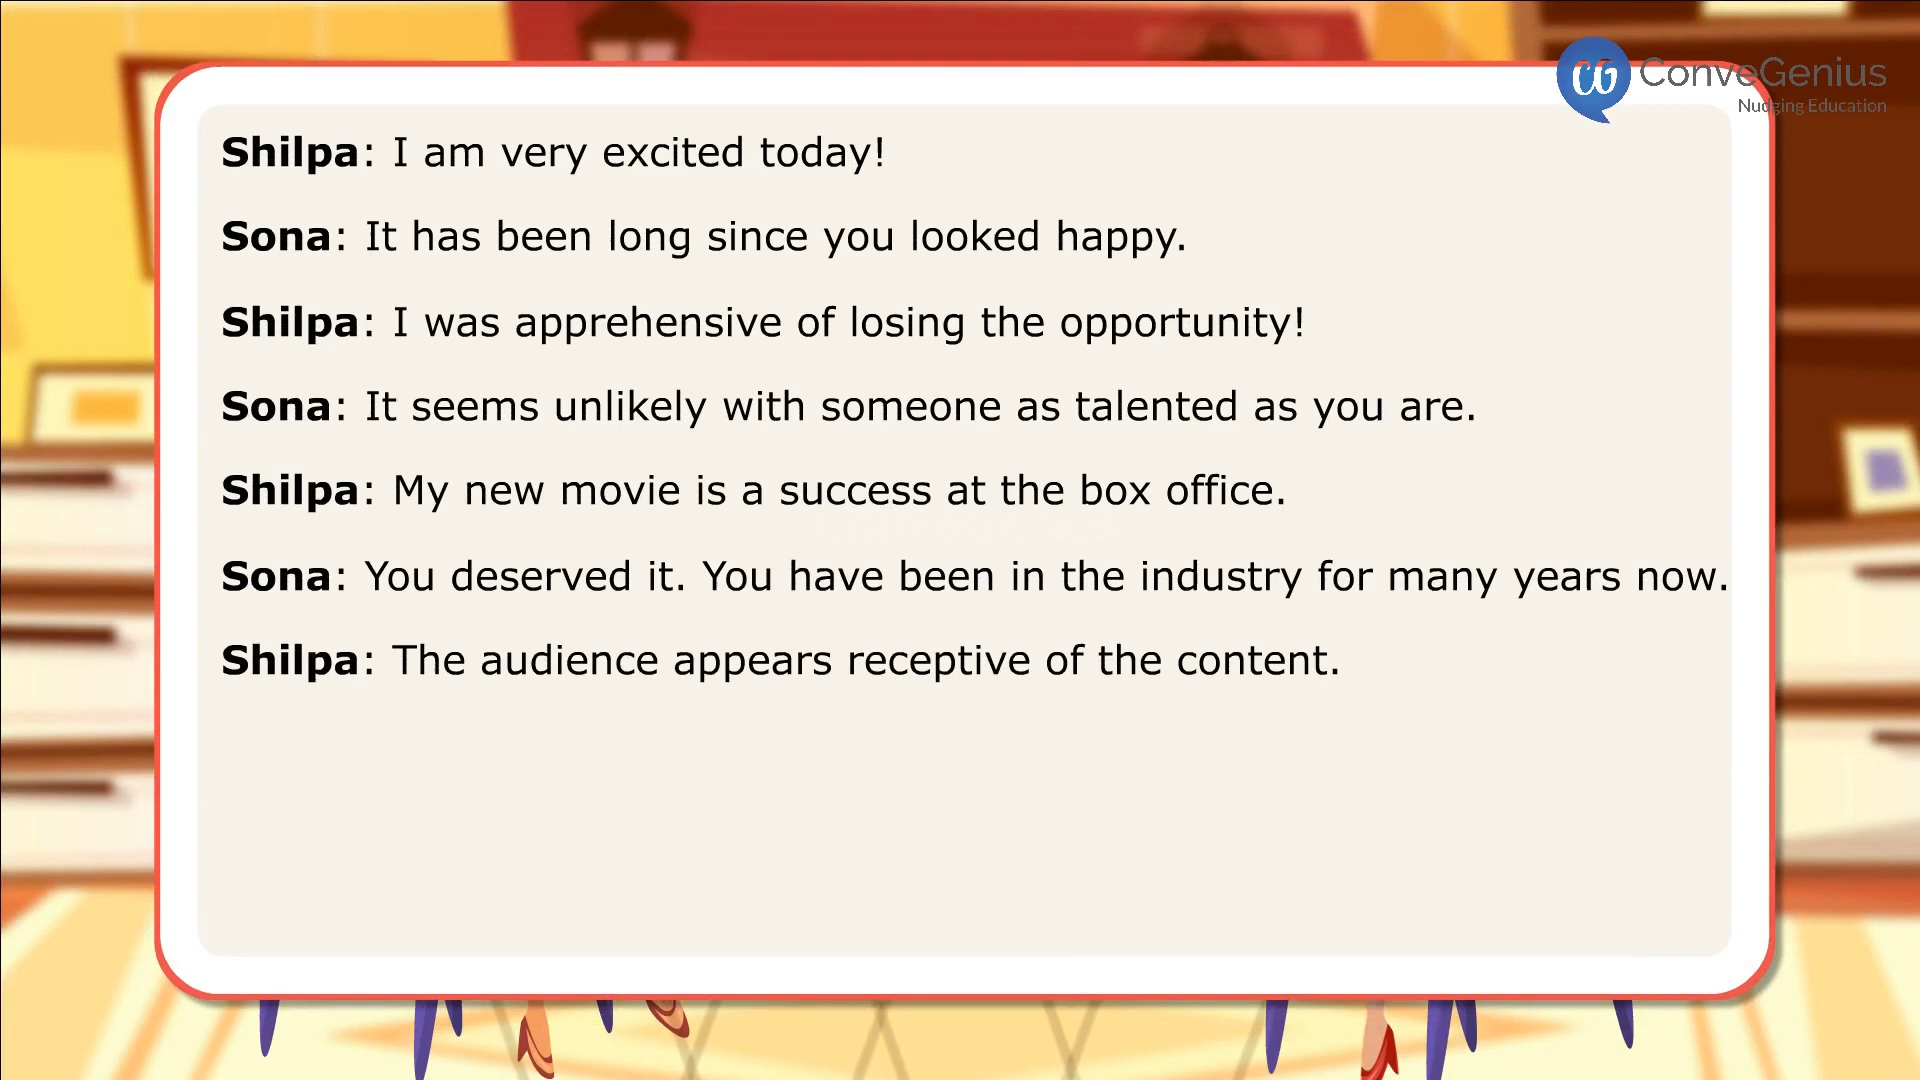 ConveGenius
Nudging Education
Shilpa: I am very excited today!
Sona: It has been long since you looked happy.
Shilpa: I was apprehensive of losing the opportunity!
Sona: It seems unlikely with someone as talented as you are.
Shilpa: My new movie is a success at the box office.
Sona: You deserved it. You have been in the industry for many years now.
Shilpa: The audience appears receptive of the content.